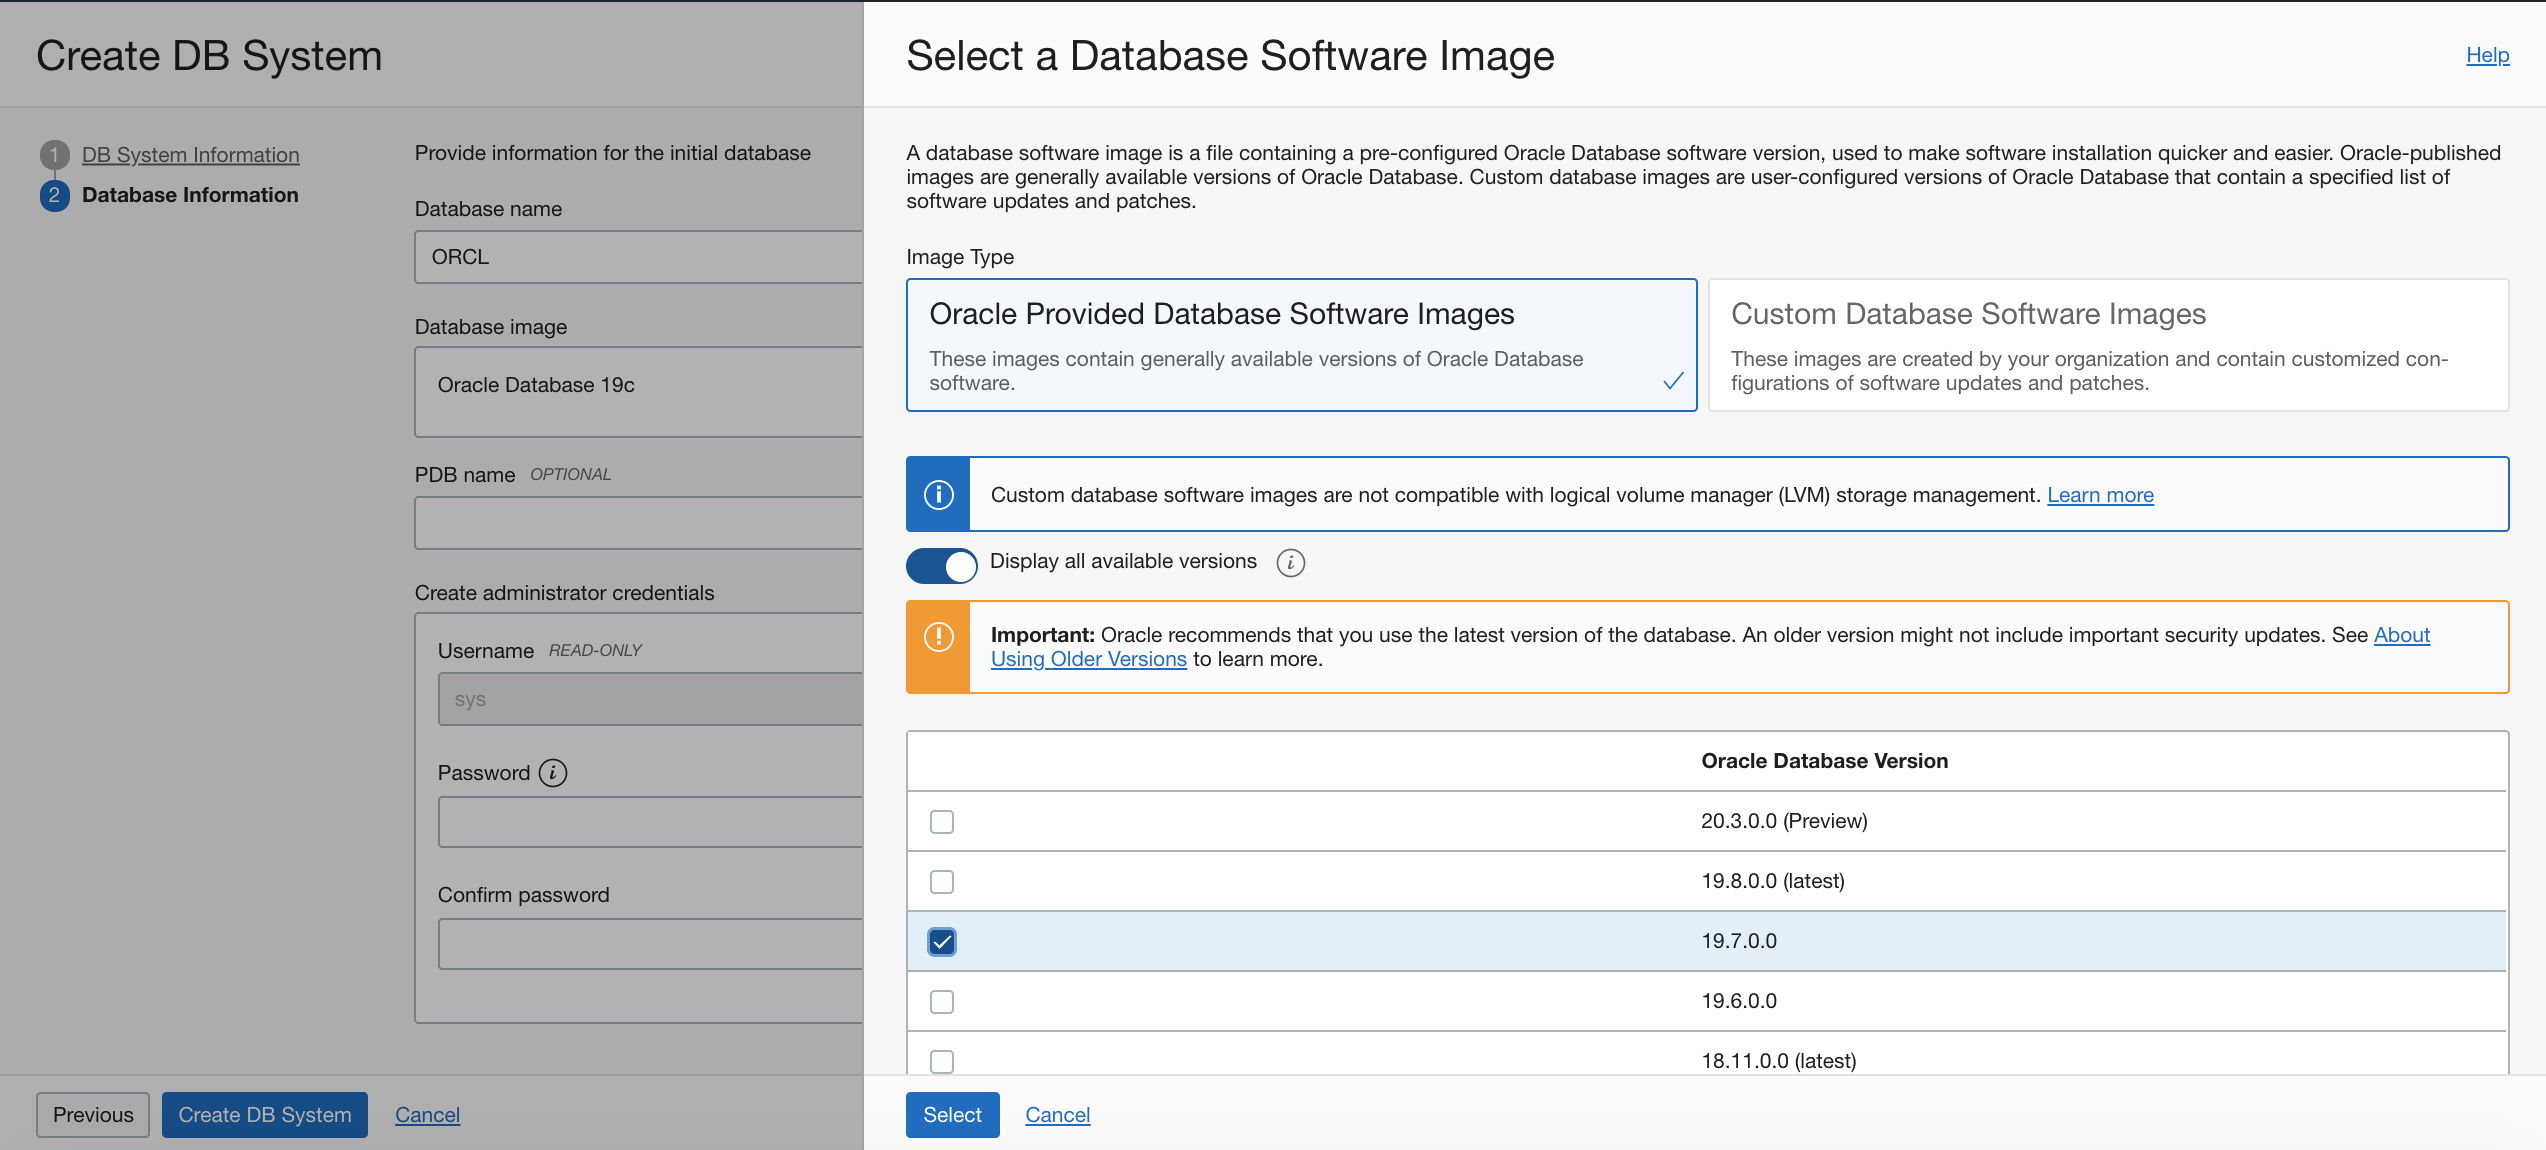 Create DB System
1 DB System Information
2 Database Information
Provide information for the initial database
Database name
ORCL
Database image
Oracle Database 19c
PDB name OPTIONAL
Create administrator credentials
Username READ-ONLY
sys
Password i
Confirm password
Previous
Create DB System
Cancel
Select a Database Software Image
Help
A database software image is a file containing a pre-configured Oracle Database software version, used to make software installation quicker and easier. Oracle-published
images are generally available versions of Oracle Database. Custom database images are user-configured versions of Oracle Database that contain a specified list of
software updates and patches.
Image Type
Oracle Provided Database Software Images
These images contain generally available versions of Oracle Database
software.
Custom Database Software Images
These images are created by your organization and contain customized con-
figurations of software updates and patches.
Custom database software images are not compatible with logical volume manager (LVM) storage management. Learn more
Display all available versions i
Important: Oracle recommends that you use the latest version of the database. An older version might not include important security updates. See About
Using Older Versions to learn more.
Oracle Database Version
20.3.0.0 (Preview)
19.8.0.0 (latest)
19.7.0.0
19.6.0.0
18.11.0.0 (latest)
Select
Cancel